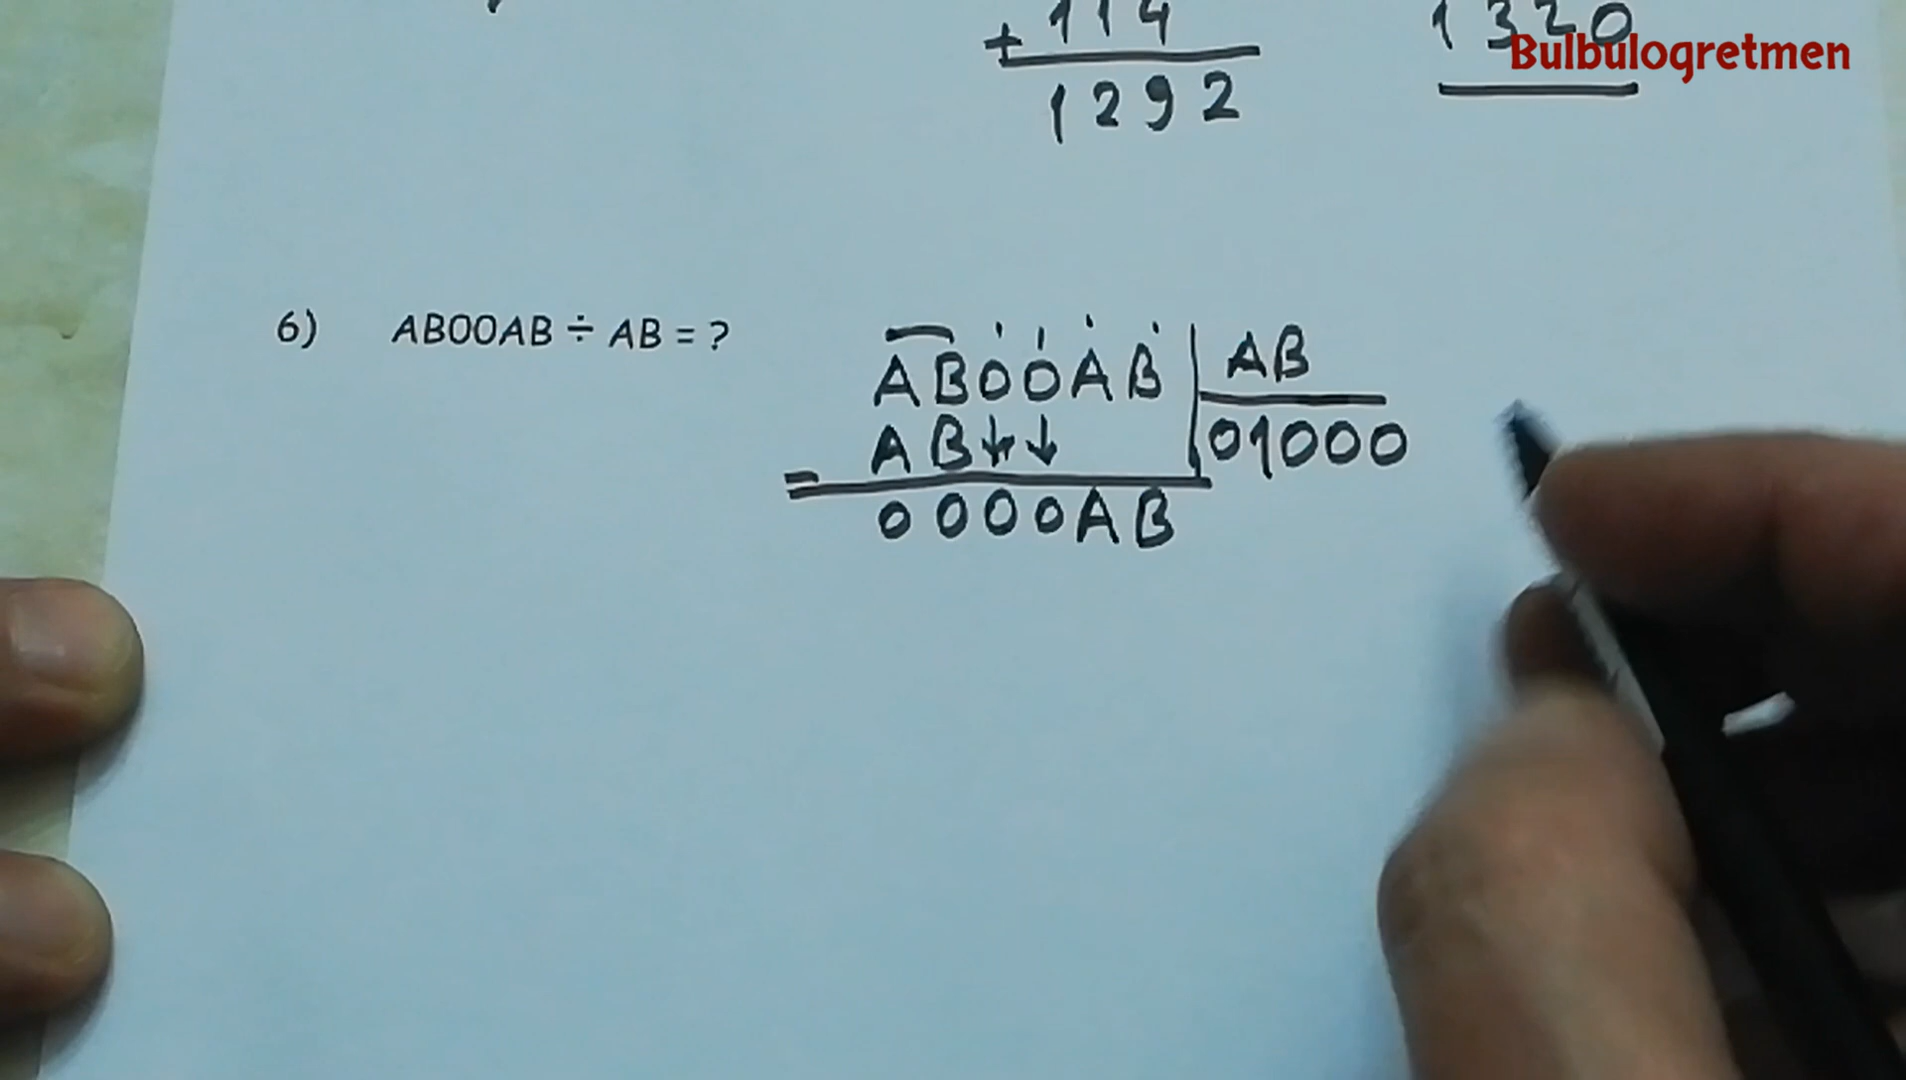 + 114
1292
1320
Bulbulogretmen
6) AB00AB ÷ AB = ?
AB00AB AB
AB↓↓ 01000
0000AB